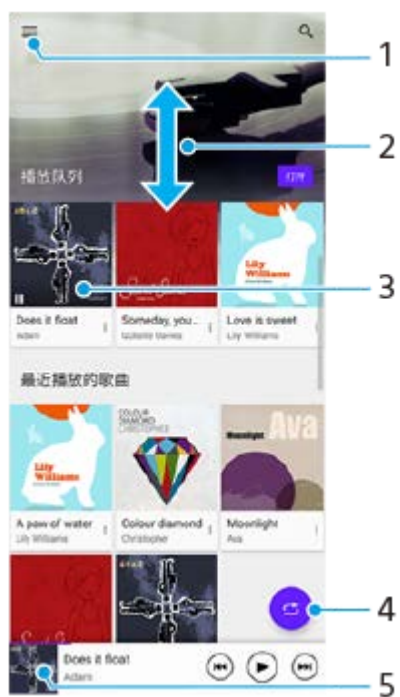 1
2
播放队列
打开
3
Does it float
Someday, you..
Love is sweet
Adam
Lily Williams
最近播放的歌曲
Lily
Williams
COLOUR
DIAMOND
CHRISTOPHER
Moonlight
Ava
A paw of water
Colour diamond
Moonlight
Lily Williams
Christopher
Ava
4
Does it float
Adam
5